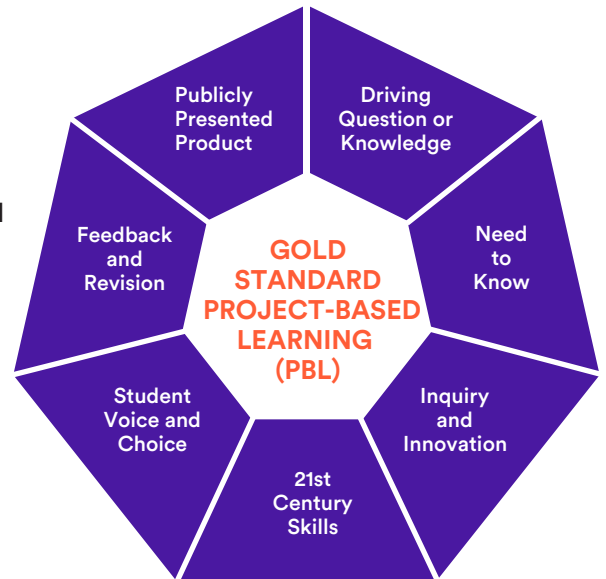 Publicly
Presented
Product
Driving
Question or
Knowledge
Need
to
Know
Inquiry
and
Innovation
21st
Century
Skills
Student
Voice and
Choice
Feedback
and
Revision
GOLD
STANDARD
PROJECT-BASED
LEARNING
(PBL)